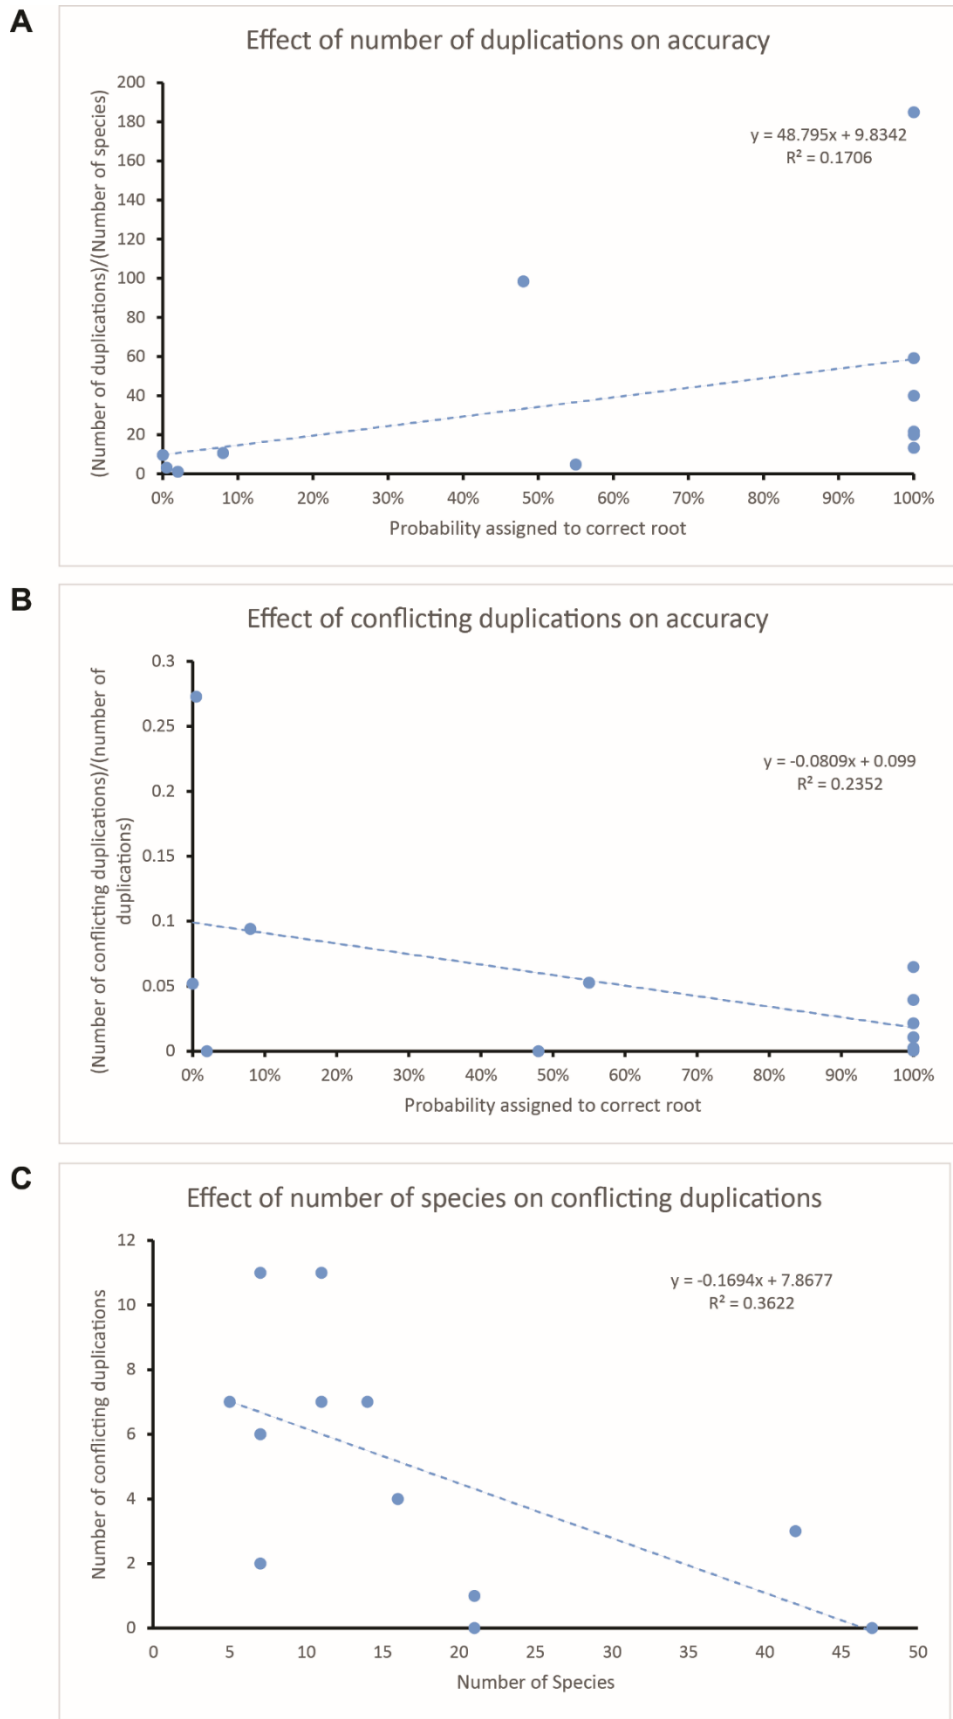 A
Effect of number of duplications on accuracy
(Number of duplications)/(Number of species)
200
180
160
140
120
100
80
60
40
20
0
y = 48.795x + 9.8342
R² = 0.1706
0% 10% 20% 30% 40% 50% 60% 70% 80% 90% 100%
Probability assigned to correct root
B
Effect of conflicting duplications on accuracy
(Number of conflicting duplications)/(number of
duplications)
0.3
0.25
0.2
0.15
0.1
0.05
0
y = -0.0809x + 0.099
R² = 0.2352
0% 10% 20% 30% 40% 50% 60% 70% 80% 90% 100%
Probability assigned to correct root
C
Effect of number of species on conflicting duplications
Number of conflicting duplications
12
10
8
6
4
2
0
y = -0.1694x + 7.8677
R² = 0.3622
0 5 10 15 20 25 30 35 40 45 50
Number of Species